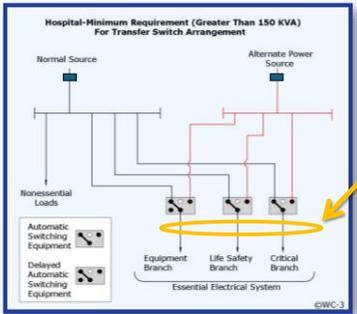 Hospital-Minimum Requirement (Greater Than 150 KVA)
For Transfer Switch Arrangement
Normal Source
Alternate Power
Source
Nonessential
Loads
Automatic
Switching
Equipment
Delayed
Automatic
Switching
Equipment
Equipment
Branch
Life Safety
Branch
Critical
Branch
Essential Electrical System
©WC-3